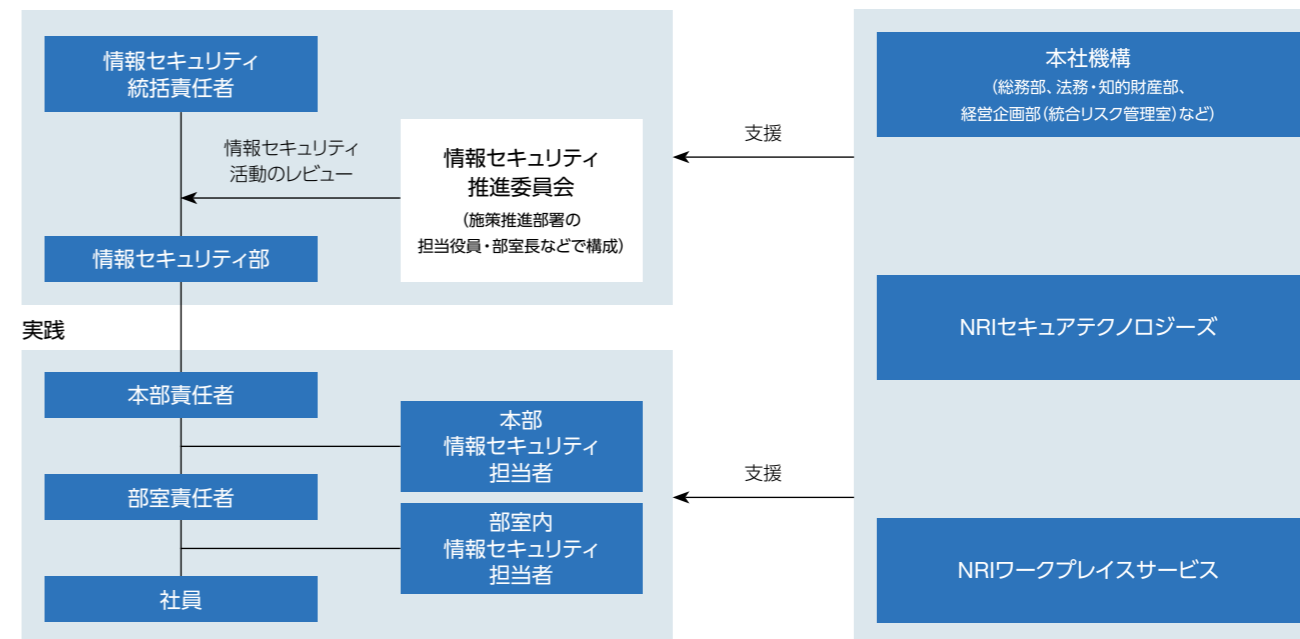 情報セキュリティ
統括責任者
情報セキュリティ
活動のレビュー
情報セキュリティ
推進委員会
(施策推進部署の
担当役員・部室長などで構成)
情報セキュリティ部
実践
本部責任者
本部
情報セキュリティ
担当者
部室責任者
部室内
情報セキュリティ
担当者
社員
支援
支援
本社機構
(総務部、法務・知的財産部、
経営企画部(統合リスク管理室)など)
NRIセキュアテクノロジーズ
NRIワークプレイスサービス